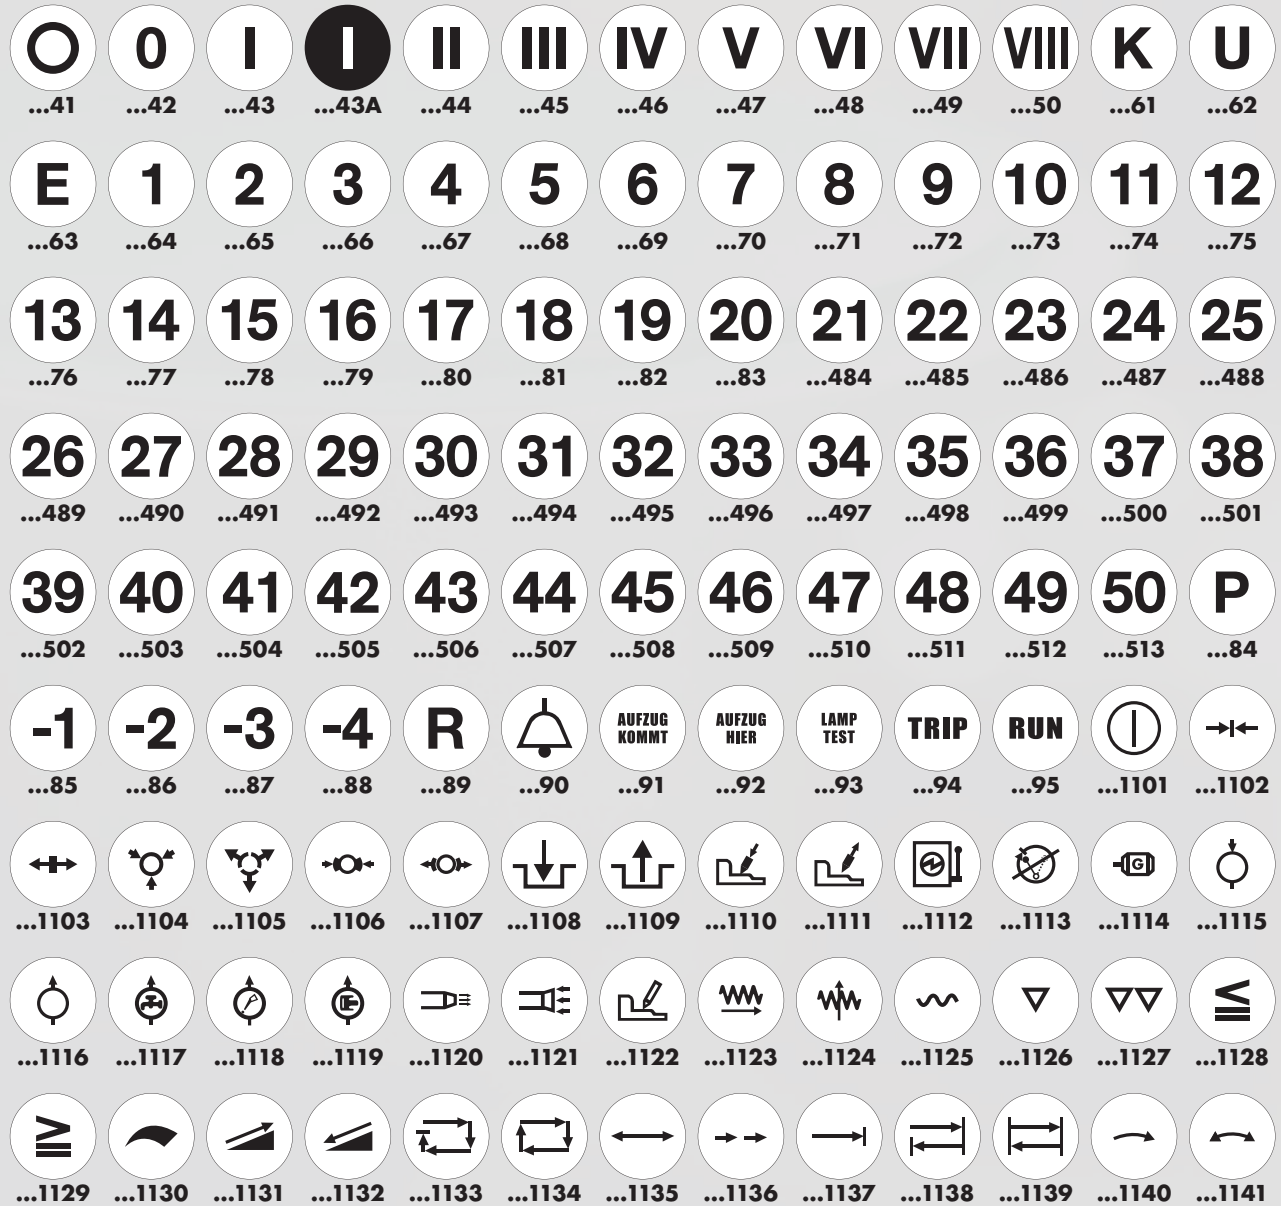 O 0 I I II III IV V VI VII VIII K U
...41 ...42 ...43 ...43A ...44 ...45 ...46 ...47 ...48 ...49 ...50 ...61 ...62
E 1 2 3 4 5 6 7 8 9 10 11 12
...63 ...64 ...65 ...66 ...67 ...68 ...69 ...70 ...71 ...72 ...73 ...74 ...75
13 14 15 16 17 18 19 20 21 22 23 24 25
...76 ...77 ...78 ...79 ...80 ...81 ...82 ...83 ...484 ...485 ...486 ...487 ...488
26 27 28 29 30 31 32 33 34 35 36 37 38
...489 ...490 ...491 ...492 ...493 ...494 ...495 ...496 ...497 ...498 ...499 ...500 ...501
39 40 41 42 43 44 45 46 47 48 49 50 P
...502 ...503 ...504 ...505 ...506 ...507 ...508 ...509 ...510 ...511 ...512 ...513 ...84
-1 -2 -3 -4 R AUFZUG KOMMT AUFZUG HIER LAMP TEST TRIP RUN
...85 ...86 ...87 ...88 ...89 ...90 ...91 ...92 ...93 ...94 ...95 ...1101 ...1102
G
...1103 ...1104 ...1105 ...1106 ...1107 ...1108 ...1109 ...1110 ...1111 ...1112 ...1113 ...1114 ...1115
...1116 ...1117 ...1118 ...1119 ...1120 ...1121 ...1122 ...1123 ...1124 ...1125 ...1126 ...1127 ...1128
...1129 ...1130 ...1131 ...1132 ...1133 ...1134 ...1135 ...1136 ...1137 ...1138 ...1139 ...1140 ...1141